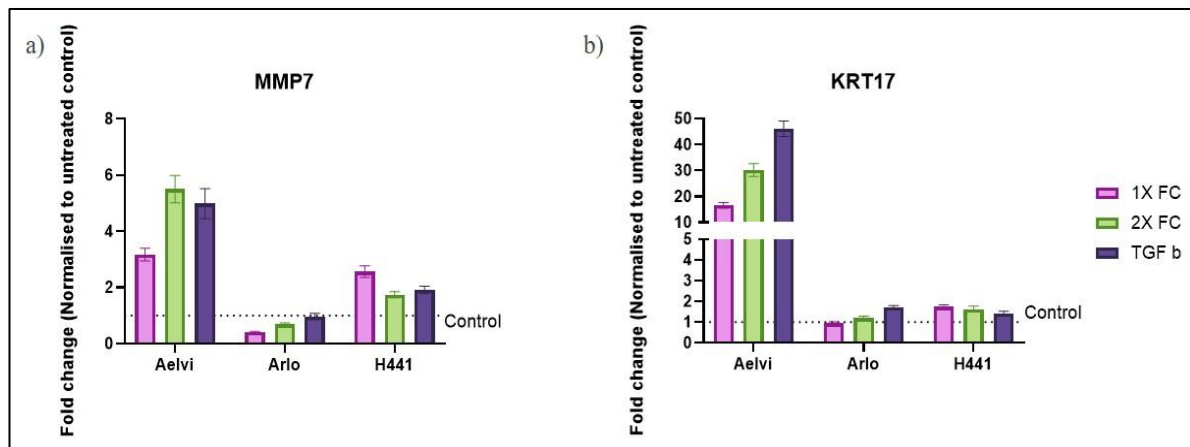 a)
MMP7
Fold change (Normalised to untreated control)
8
6
4
2
0
Control
Aelvi Arlo H441
b)
KRT17
Fold change (Normalised to untreated control)
50
40
30
20
10
5
4
3
2
1
0
Control
Aelvi Arlo H441
1X FC
2X FC
TGF b